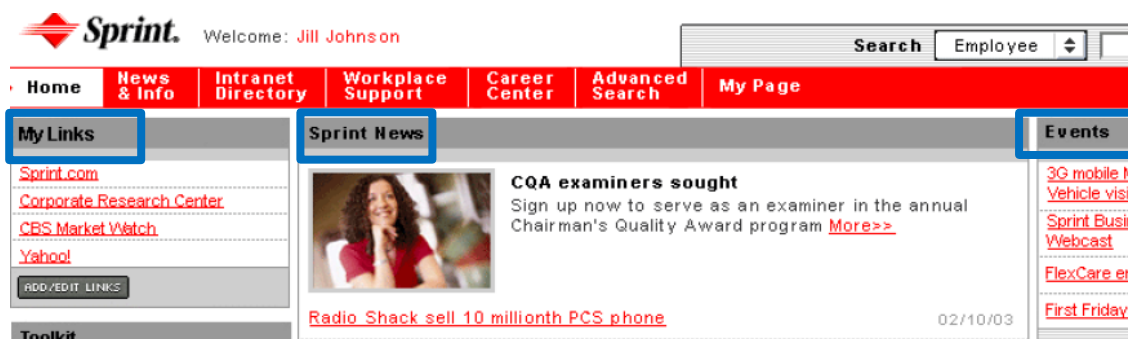 Sprint.
Welcome: Jill Johnson
Search Employee
Home
News & Info
Intranet Directory
Workplace Support
Career Center
Advanced Search
My Page
My Links
Sprint.com
Corporate Research Center
CBS Market Watch
Yahoo!
ADD/EDIT LINKS
Toolkit
Sprint News
CQA examiners sought
Sign up now to serve as an examiner in the annual
Chairman's Quality Award program More>>
Radio Shack sell 10 millionth PCS phone 02/10/03
Events
3G mobile
Vehicle
Sprint
Webcast
FlexCare
First Friday